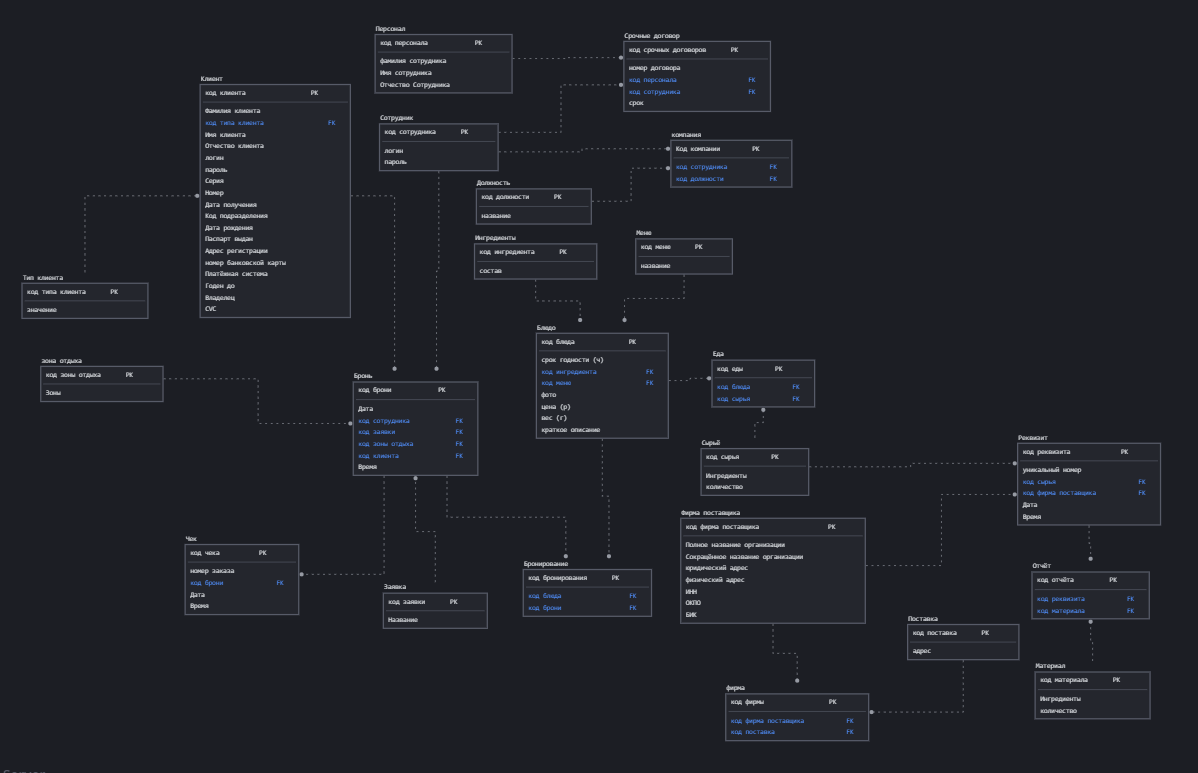 Персонал
код персонала PK
фамилия сотрудника
Имя сотрудника
Отчество Сотрудника
Срочные договор
код срочных договоров PK
номер договора
код персонала FK
код сотрудника FK
срок
Клиент
код клиента PK
Фамилия клиента
код типа клиента FK
Имя клиента
Отчество клиента
логин
пароль
Серия
Номер
Дата получения
Код подразделения
Дата рождения
Паспарт выдан
Адрес регистрации
номер банковской карты
Платёжная система
Годен до
Владелец
CVC
Сотрудник
код сотрудника PK
логин
пароль
компания
Код компании PK
код сотрудника FK
код должности FK
Должность
код должности PK
название
Ингредиенты
код ингредиента PK
состав
Меню
код меню PK
название
Тип клиента
код типа клиента PK
значение
Блюдо
код блюда PK
срок годности (ч)
код ингредиента FK
код меню FK
фото
цена (р)
вес (г)
краткое описание
Еда
код еды PK
код блюда FK
код сырья FK
зона отдыха
код зоны отдыха PK
Зоны
Бронь
код брони PK
Дата
код сотрудника FK
код заявки FK
код зоны отдыха FK
код клиента FK
Время
Сырьё
код сырья PK
Ингредиенты
количество
Реквизит
код реквизита PK
уникальный номер
код сырья FK
код фирма поставщика FK
Дата
Время
Фирма поставщика
код фирма поставщика PK
Полное название организации
Сокращённое название организации
юридический адрес
физический адрес
ИНН
ОКПО
БИК
Чек
код чека PK
номер заказа
код брони FK
Дата
Время
Заявка
код заявки PK
Название
Бронирование
код бронирования PK
код блюда FK
код брони FK
Отчёт
код отчёта PK
код реквизита FK
код материала FK
Поставка
код поставка PK
адрес
Материал
код материала PK
Ингредиенты
количество
фирма
код фирмы PK
код фирма поставщика FK
код поставка FK